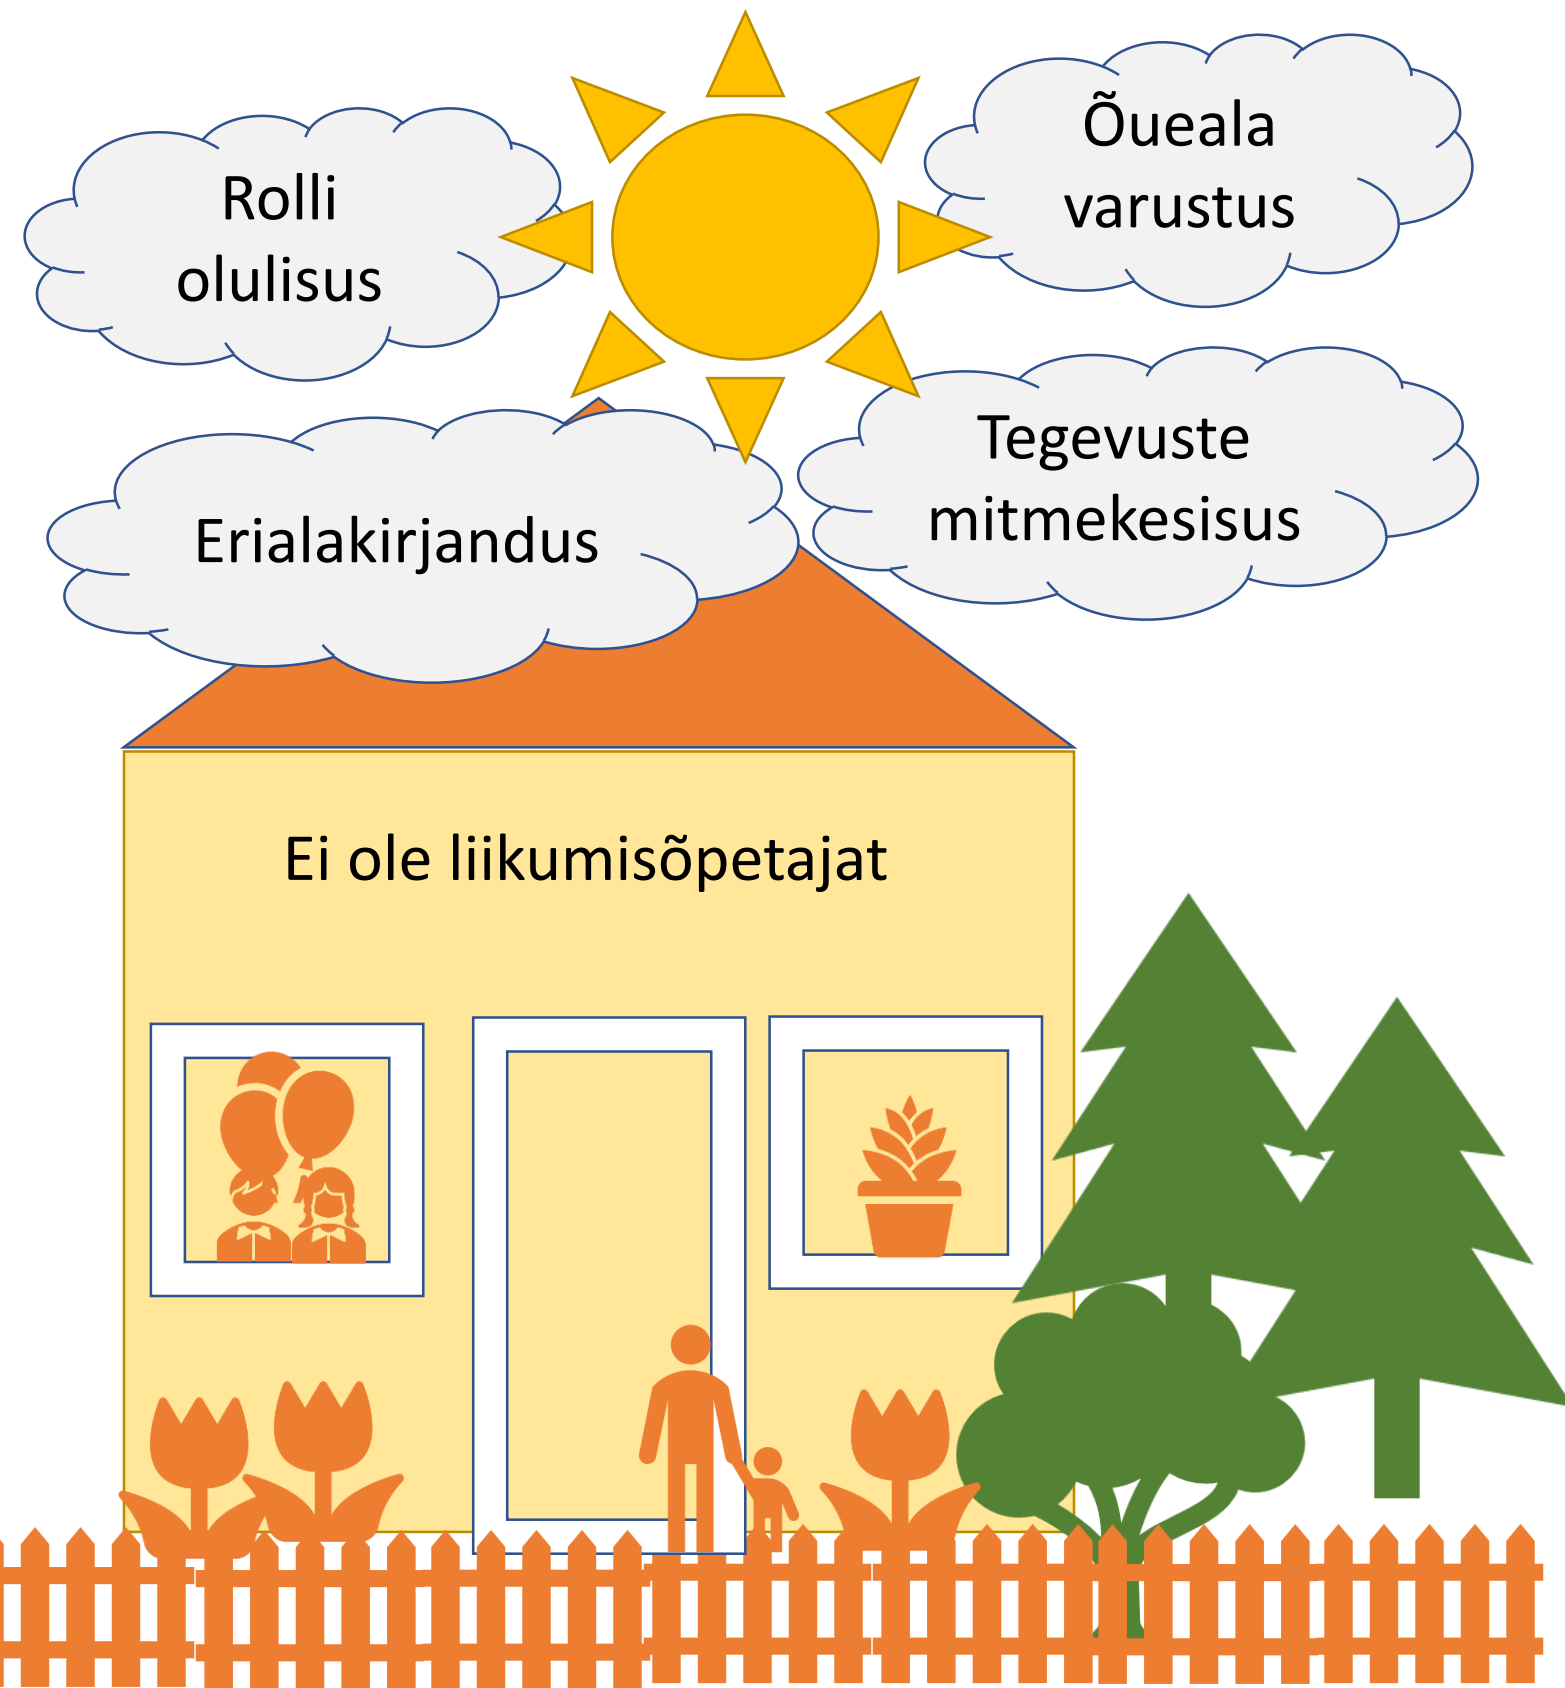 Rolli
olulisus
Õueala
varustus
Tegevuste
mitmekesisus
Erialakirjandus
Ei ole liikumisõpetajat